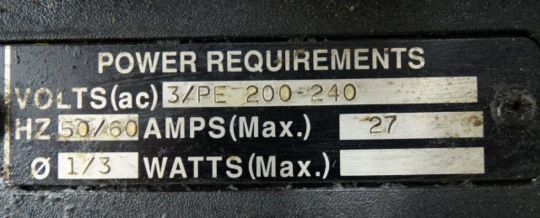 POWER REQUIREMENTS
VOLTS(ac) 3/PE 200-240
HZ 50/60 AMPS(Max.) 27
Ø 1/3 WATTS(Max.)